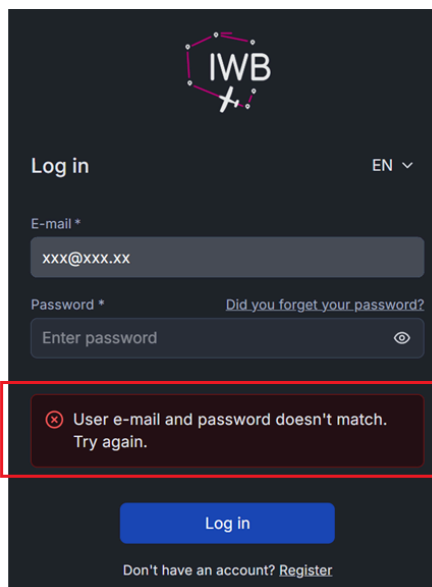 IWB
Log in
EN
E-mail *
xxx@xxx.xx
Password *
Did you forget your password?
Enter password
User e-mail and password doesn't match.
Try again.
Log in
Don't have an account? Register